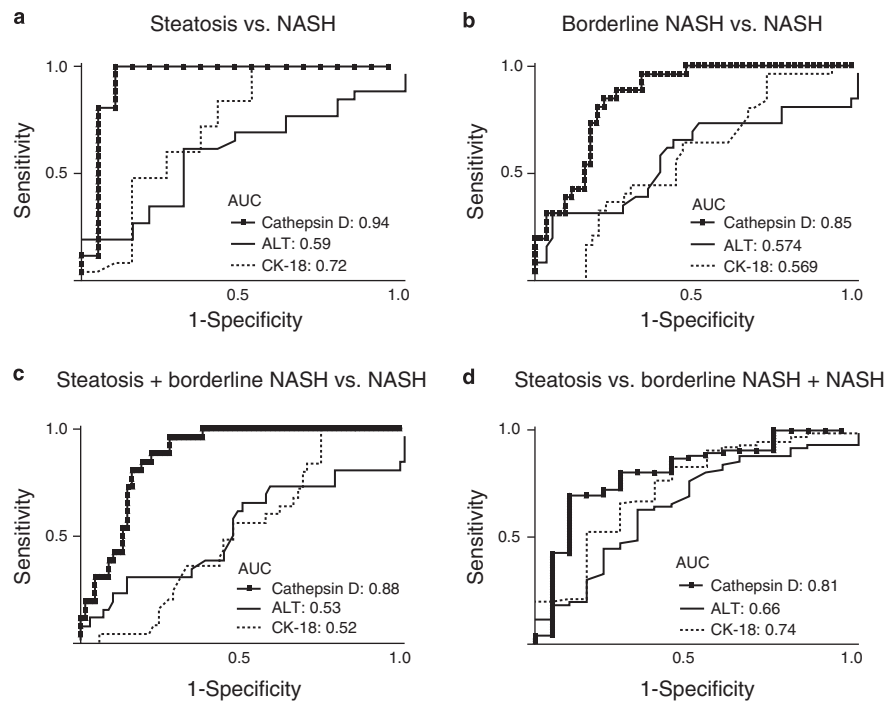 a
Steatosis vs. NASH
1.0
0.5
Sensitivity
AUC
Cathepsin D: 0.94
ALT: 0.59
CK-18: 0.72
0.5
1.0
1-Specificity
b
Borderline NASH vs. NASH
1.0
0.5
Sensitivity
AUC
Cathepsin D: 0.85
ALT: 0.574
CK-18: 0.569
0.5
1.0
1-Specificity
c
Steatosis + borderline NASH vs. NASH
1.0
0.5
Sensitivity
AUC
Cathepsin D: 0.88
ALT: 0.53
CK-18: 0.52
0.5
1.0
1-Specificity
d
Steatosis vs. borderline NASH + NASH
1.0
0.5
Sensitivity
AUC
Cathepsin D: 0.81
ALT: 0.66
CK-18: 0.74
0.5
1.0
1-Specificity